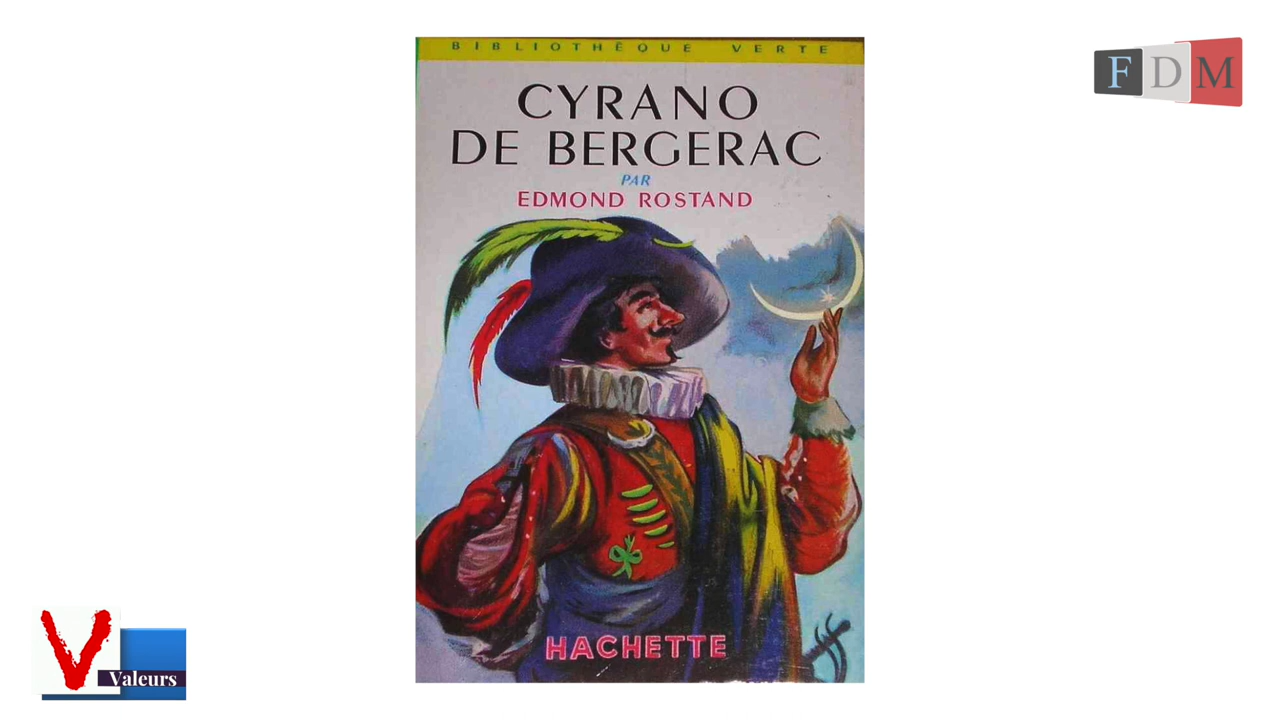 BIBLIOTHÈQUE VERTE
CYRANO
DE BERGERAC
PAR
EDMOND ROSTAND
HACHETTE
FDM
V
Valeurs